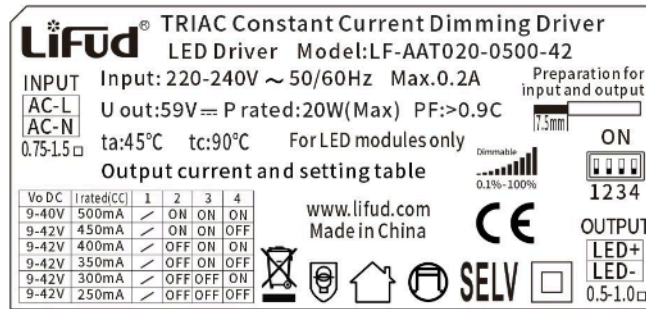 LiFud® TRIAC Constant Current Dimming Driver
LED Driver Model:LF-AAT020-0500-42
INPUT
AC-L
AC-N
0.75-1.5□
Input: 220-240V ~ 50/60Hz Max.0.2A
U out:59V⎓ P rated:20W(Max) PF:>0.9C
ta:45℃ tc:90℃ For LED modules only
Output current and setting table
Preparation for
input and output
7.5mm
Dimmable
0.1%-100%
ON
1234
Vo DC I rated(CC) 1 2 3 4
9-40V 500mA ⁄ ON ON ON
9-42V 450mA ⁄ ON ON OFF
9-42V 400mA ⁄ OFF ON ON
9-42V 350mA ⁄ OFF ON OFF
9-42V 300mA ⁄ OFF OFF ON
9-42V 250mA ⁄ OFF OFF OFF
www.lifud.com
Made in China
CE
SELV
OUTPUT
LED+
LED-
0.5-1.0□